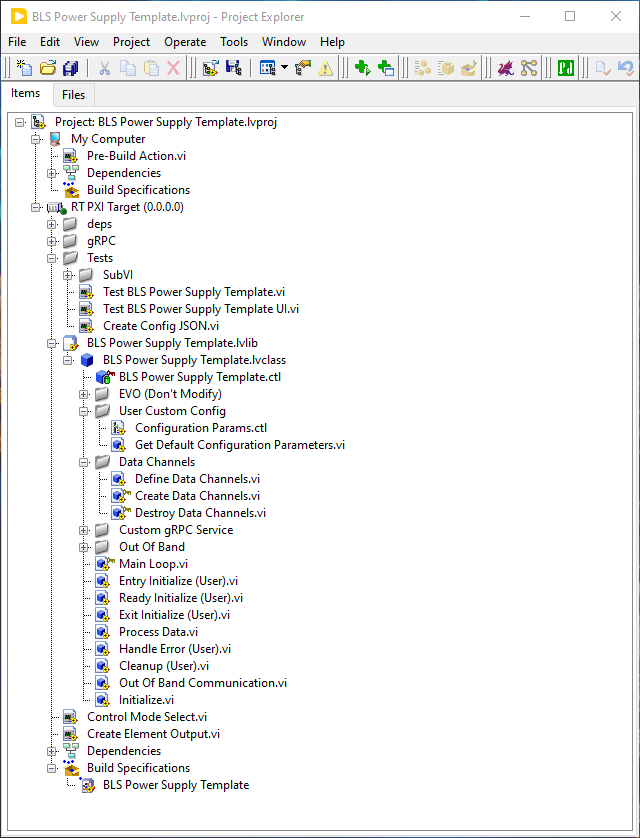 BLS Power Supply Template.lvproj - Project Explorer
File Edit View Project Operate Tools Window Help
Items Files
Project: BLS Power Supply Template.lvproj
My Computer
Pre-Build Action.vi
Dependencies
Build Specifications
RT PXI Target (0.0.0.0)
deps
gRPC
Tests
SubVI
Test BLS Power Supply Template.vi
Test BLS Power Supply Template UI.vi
Create Config JSON.vi
BLS Power Supply Template.lvlib
BLS Power Supply Template.lvclass
BLS Power Supply Template.ctl
EVO (Don't Modify)
User Custom Config
Configuration Params.ctl
Get Default Configuration Parameters.vi
Data Channels
Define Data Channels.vi
Create Data Channels.vi
Destroy Data Channels.vi
Custom gRPC Service
Out Of Band
Main Loop.vi
Entry Initialize (User).vi
Ready Initialize (User).vi
Exit Initialize (User).vi
Process Data.vi
Handle Error (User).vi
Cleanup (User).vi
Out Of Band Communication.vi
Initialize.vi
Control Mode Select.vi
Create Element Output.vi
Dependencies
Build Specifications
BLS Power Supply Template